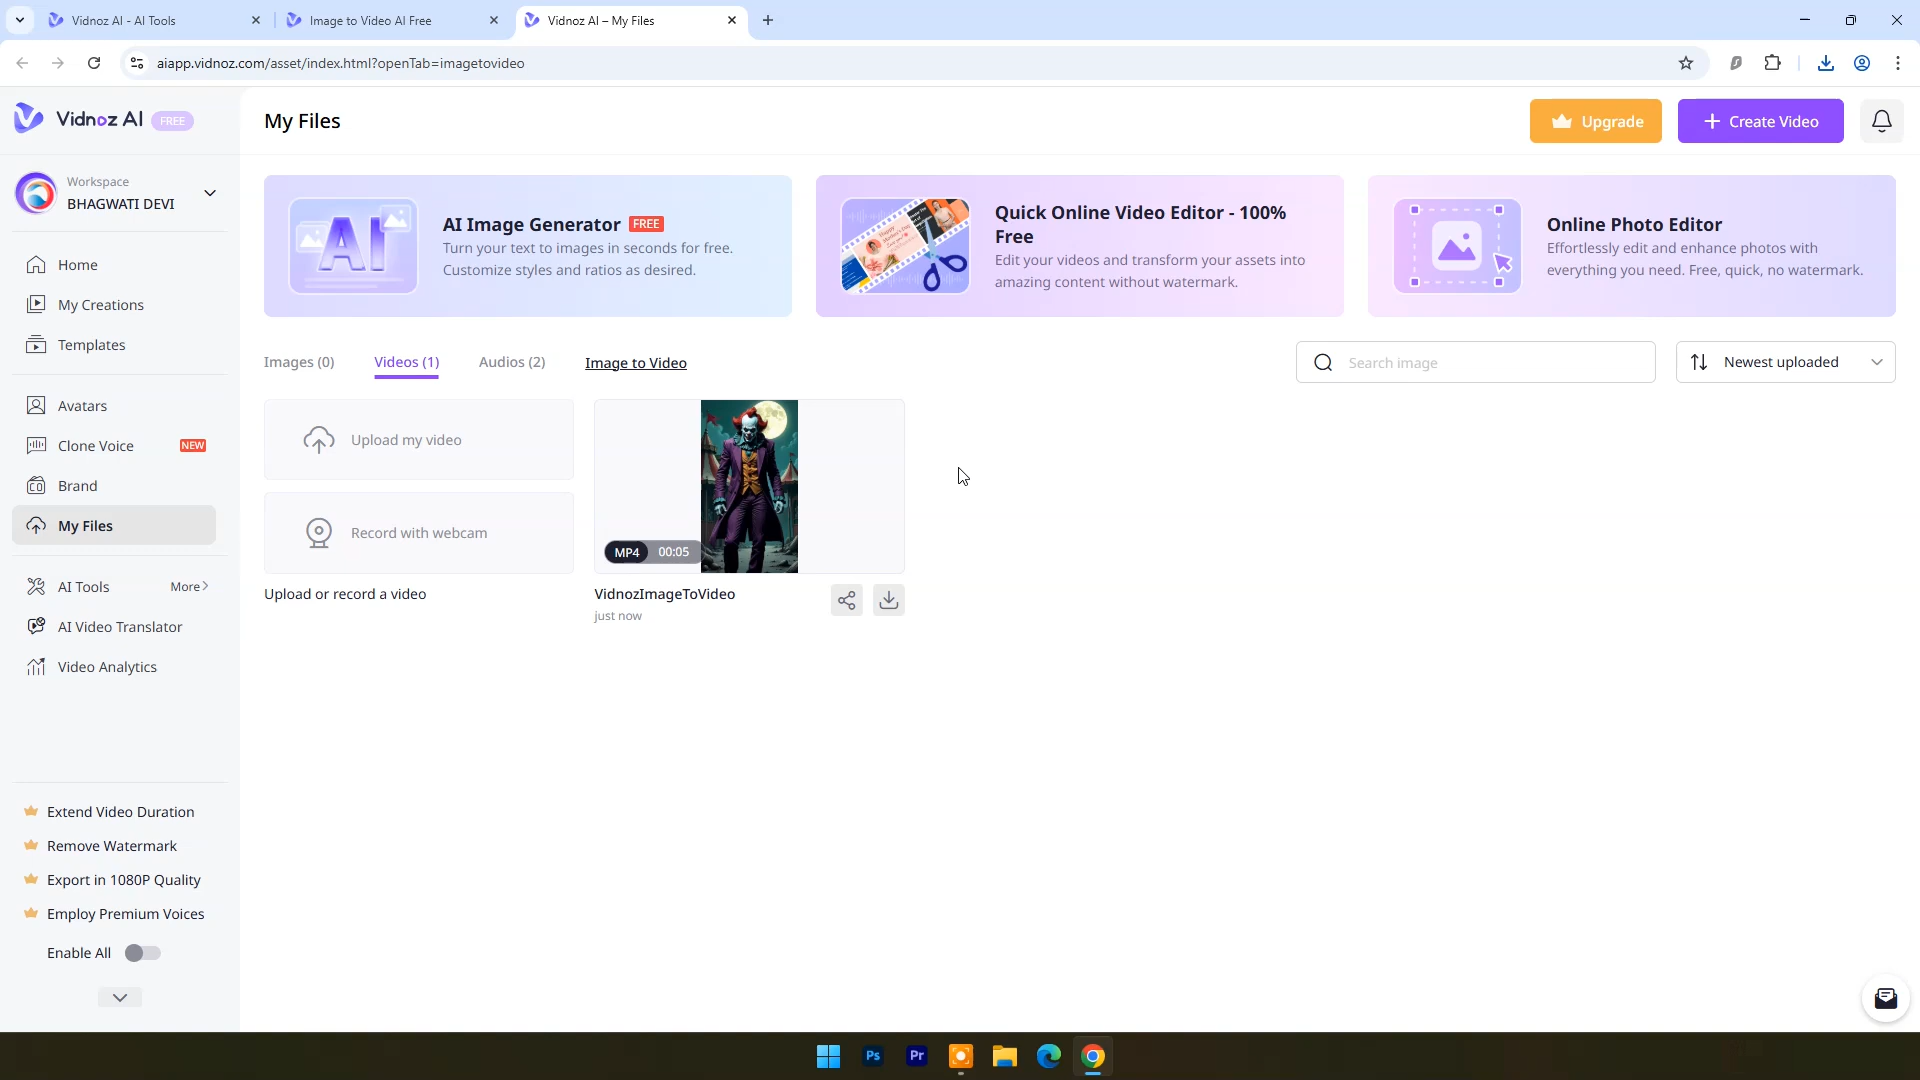 Vidnoz AI - AI Tools
Image to Video AI Free
Vidnoz AI – My Files
aiapp.vidnoz.com/asset/index.html?openTab=imagetovideo
Vidnoz AI FREE
My Files
Upgrade
+ Create Video
Workspace
BHAGWATI DEVI
Home
My Creations
Templates
Avatars
Clone Voice NEW
Brand
My Files
AI Tools More>
AI Video Translator
Video Analytics
Extend Video Duration
Remove Watermark
Export in 1080P Quality
Employ Premium Voices
Enable All
AI
AI Image Generator FREE
Turn your text to images in seconds for free.
Customize styles and ratios as desired.
Quick Online Video Editor - 100%
Free
Edit your videos and transform your assets into
amazing content without watermark.
Online Photo Editor
Effortlessly edit and enhance photos with
everything you need. Free, quick, no watermark.
Images (0)
Videos (1)
Audios (2)
Image to Video
Search image
Newest uploaded
Upload my video
Record with webcam
Upload or record a video
MP4 00:05
VidnozImageToVideo
just now
Ps
Pr